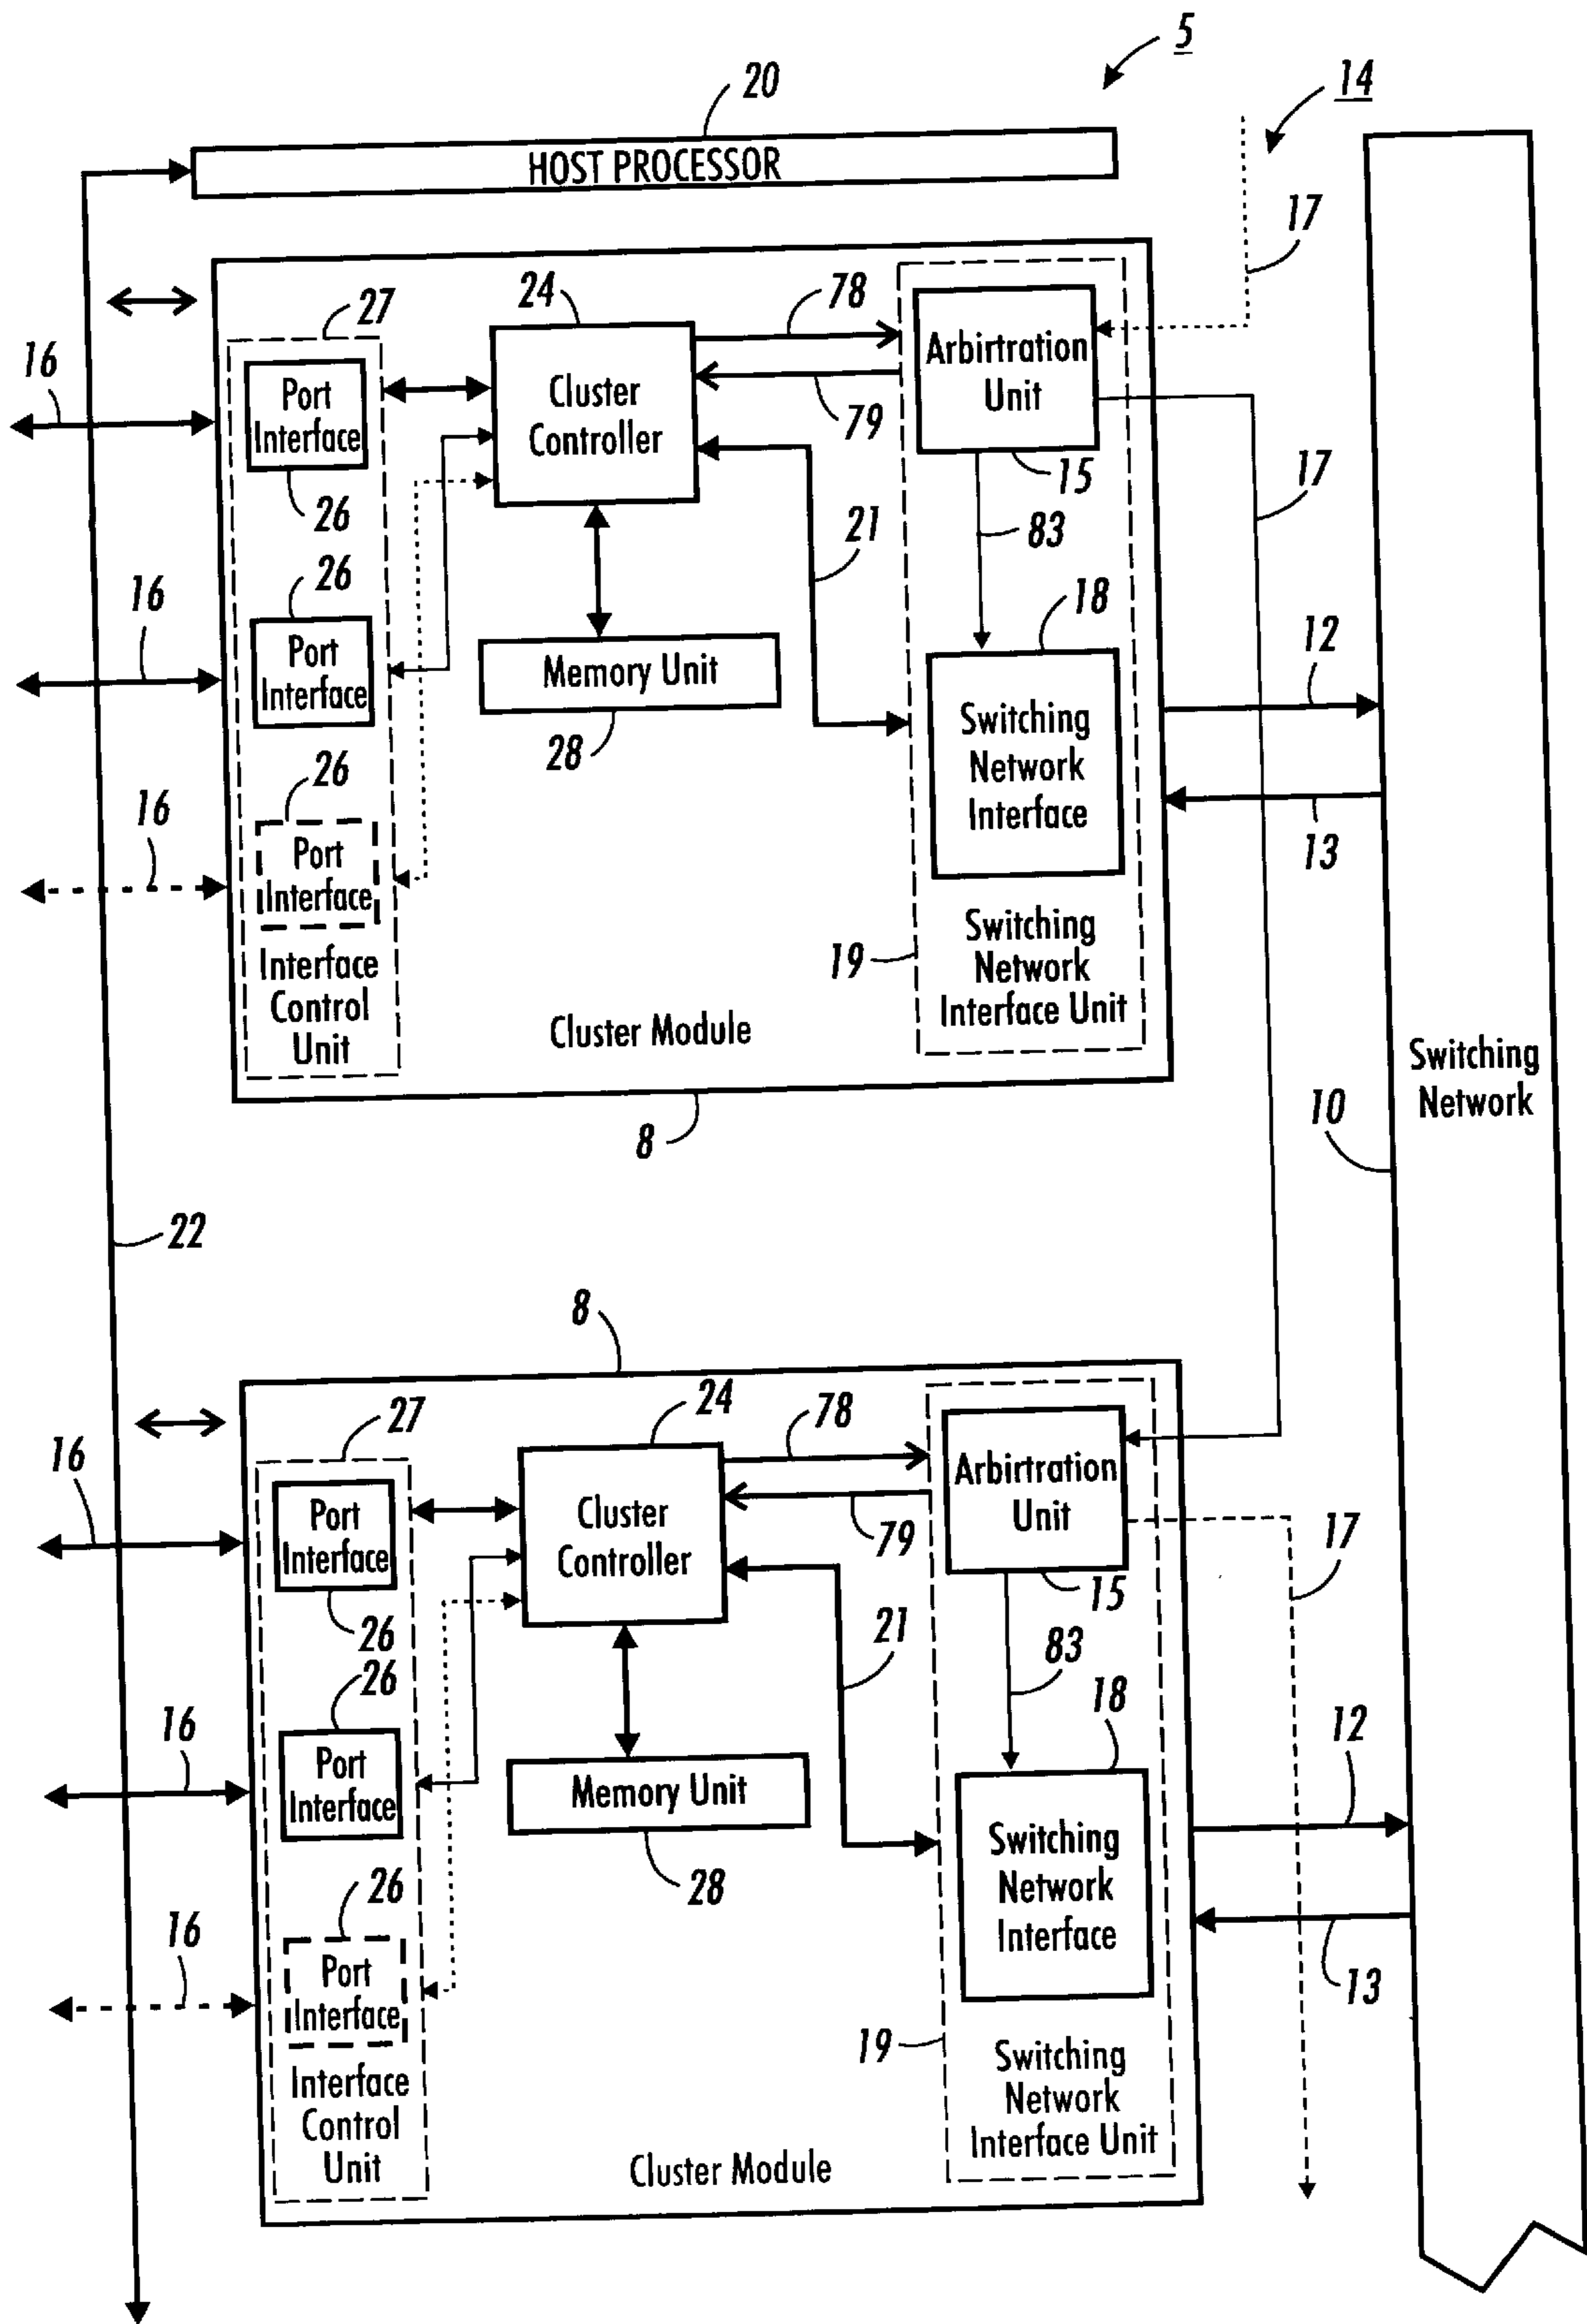 5
20
14
HOST PROCESSOR
17
27
24
78
16
Port
Interface
Cluster
Controller
Arbirtration
Unit
79
26
15
17
21
83
26
16
18
Port
Interface
Memory Unit
12
28
Switching
Network
Interface
26
16
13
Port
Interface
Interface
Control
Unit
19
Switching
Network
Interface Unit
Cluster Module
Switching
Network
10
8
22
8
27
24
78
16
Port
Interface
Cluster
Controller
Arbirtration
Unit
79
17
26
15
21
83
26
16
18
Port
Interface
Memory Unit
12
28
Switching
Network
Interface
26
16
13
Port
Interface
Interface
Control
Unit
19
Switching
Network
Interface Unit
Cluster Module